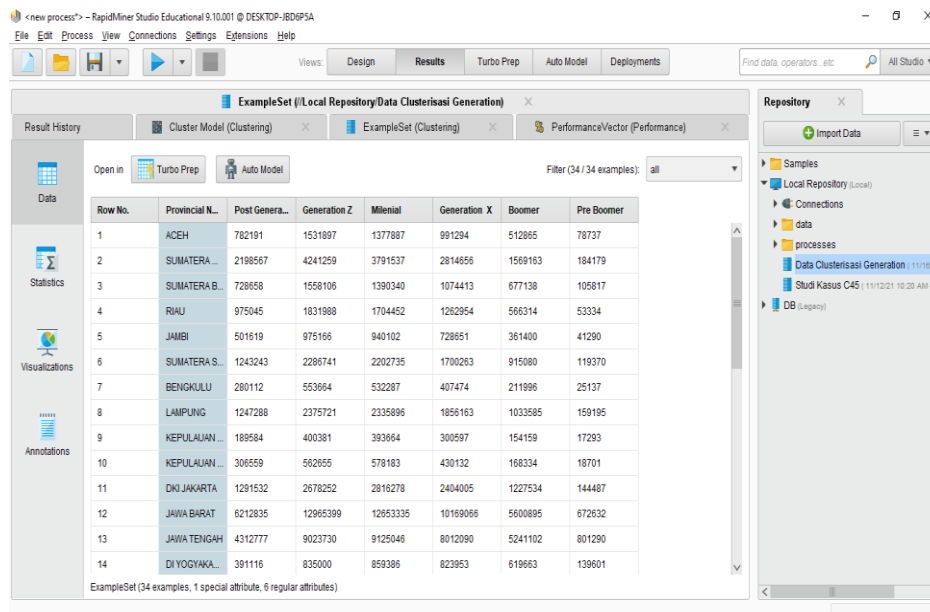 <new process*> – RapidMiner Studio Educational 9.10.001 @ DESKTOP-JBD6P5A
File Edit Process View Connections Settings Extensions Help
Views: Design Results Turbo Prep Auto Model Deployments
Find data, operators...etc All Studio
ExampleSet (//Local Repository/Data Clusterisasi Generation)
Result History Cluster Model (Clustering) ExampleSet (Clustering) PerformanceVector (Performance)
Open in Turbo Prep Auto Model Filter (34 / 34 examples): all
Data
Statistics
Visualizations
Annotations
Row No. Provincial N... Post Genera... Generation Z Milenial Generation X Boomer Pre Boomer
1 ACEH 782191 1531897 1377887 991294 512865 78737
2 SUMATERA ... 2198567 4241259 3791537 2814656 1569163 184179
3 SUMATERA B... 728658 1558106 1390340 1074413 677138 105817
4 RIAU 975045 1831988 1704452 1262954 566314 53334
5 JAMBI 501619 975166 940102 728651 361400 41290
6 SUMATERA S... 1243243 2286741 2202735 1700263 915080 119370
7 BENGKULU 280112 553664 532287 407474 211996 25137
8 LAMPUNG 1247288 2375721 2335896 1856163 1033585 159195
9 KEPULAUAN ... 189584 400381 393664 300597 154159 17293
10 KEPULAUAN ... 306559 562655 578183 430132 168334 18701
11 DKI JAKARTA 1291532 2678252 2816278 2404005 1227534 144487
12 JAWA BARAT 6212835 12965399 12653335 10169066 5600895 672632
13 JAWA TENGAH 4312777 9023730 9125046 8012090 5241102 801290
14 DI YOGYAKA... 391116 835000 859386 823953 619663 139601
ExampleSet (34 examples, 1 special attribute, 6 regular attributes)
Repository
Import Data
Samples
Local Repository (Local)
Connections
data
processes
Data Clusterisasi Generation (11/16
Studi Kasus C45 (11/12/21 10:20 AM
DB (Legacy)